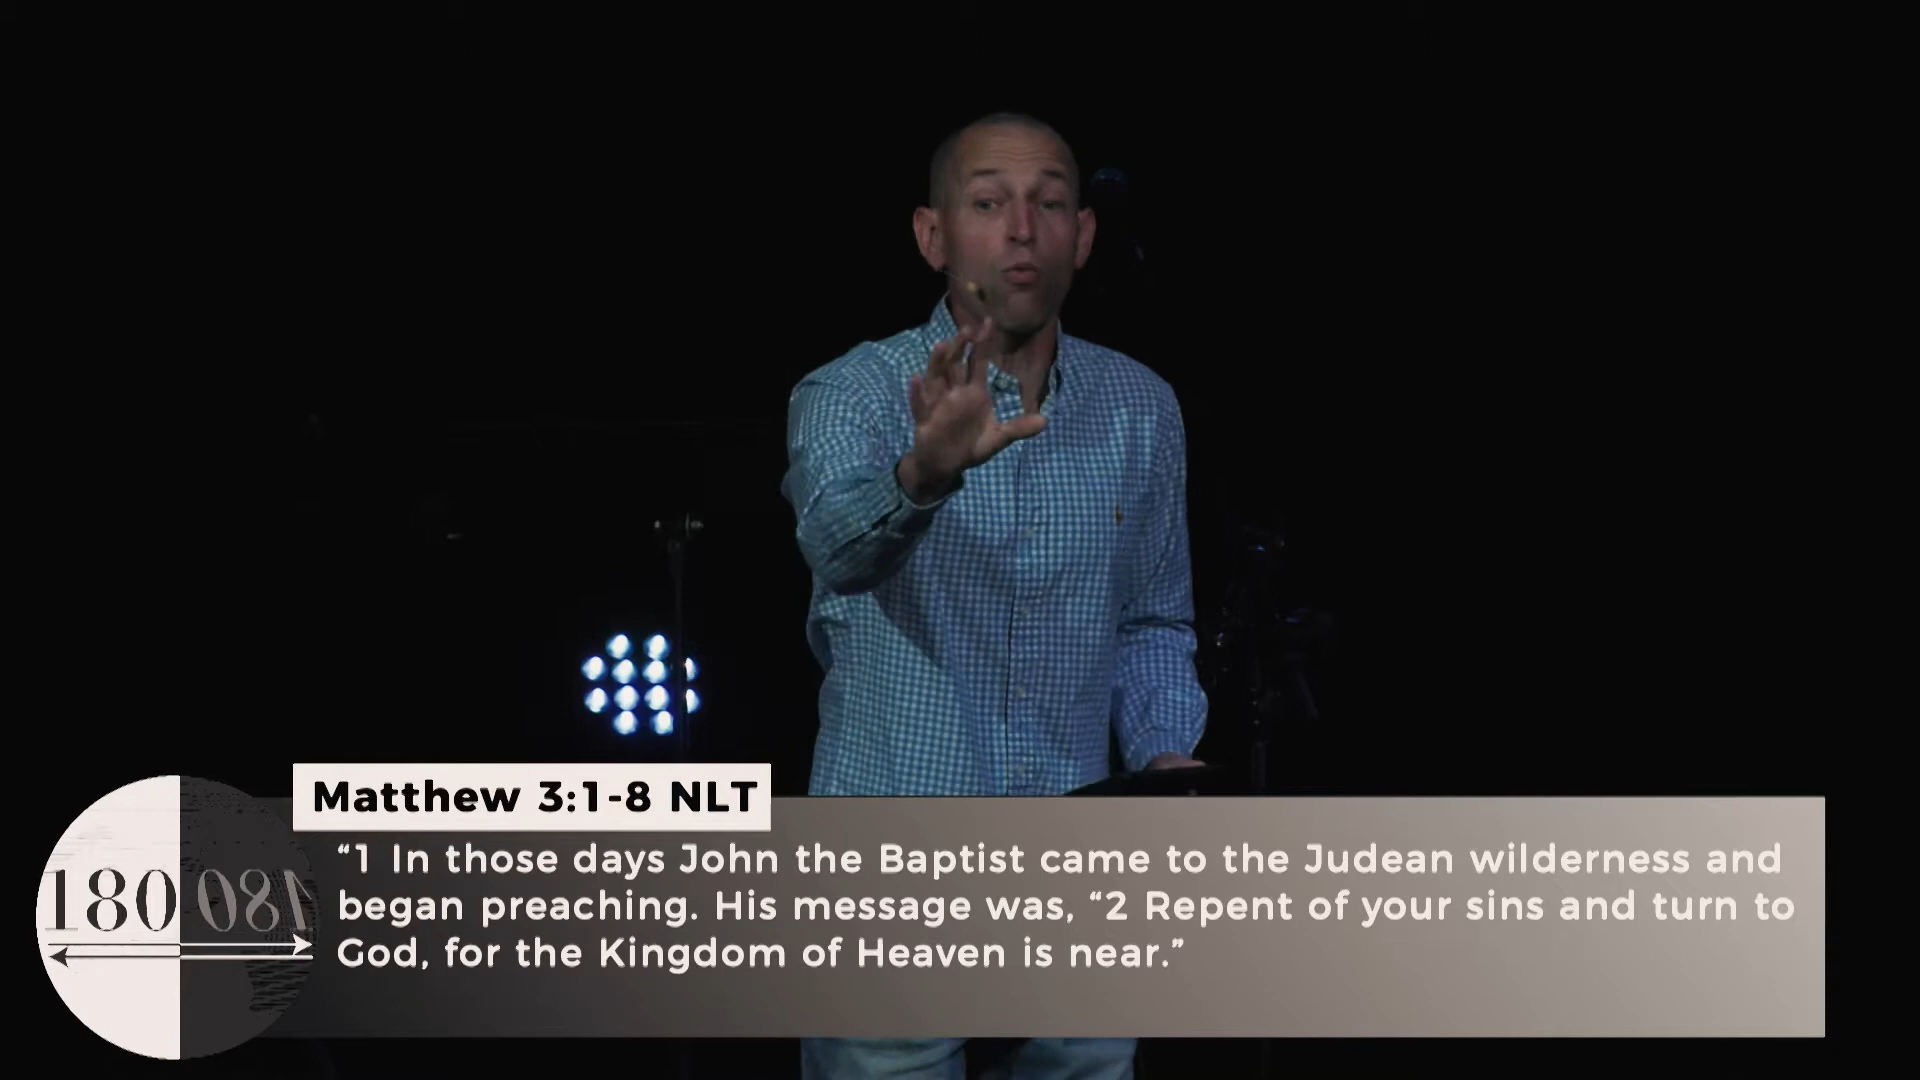 Matthew 3:1-8 NLT
“1 In those days John the Baptist came to the Judean wilderness and
began preaching. His message was, “2 Repent of your sins and turn to
God, for the Kingdom of Heaven is near.”
180 180